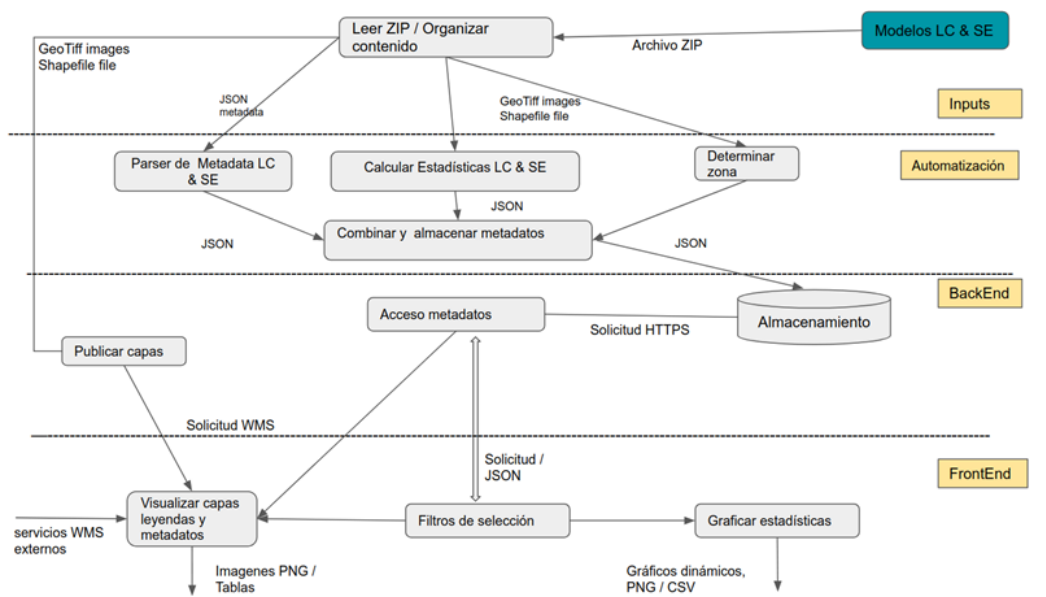 Leer ZIP / Organizar
contenido
Modelos LC & SE
Archivo ZIP
GeoTiff images
Shapefile file
JSON
metadata
GeoTiff images
Shapefile file
Inputs
Parser de Metadata LC
& SE
Calcular Estadísticas LC & SE
Determinar
zona
Automatización
JSON
JSON
Combinar y almacenar metadatos
JSON
BackEnd
Acceso metadatos
Solicitud HTTPS
Almacenamiento
Publicar capas
Solicitud WMS
Solicitud /
JSON
FrontEnd
Visualizar capas
leyendas y
metadatos
Filtros de selección
Graficar estadísticas
servicios WMS
externos
Imagenes PNG /
Tablas
Gráficos dinámicos,
PNG / CSV